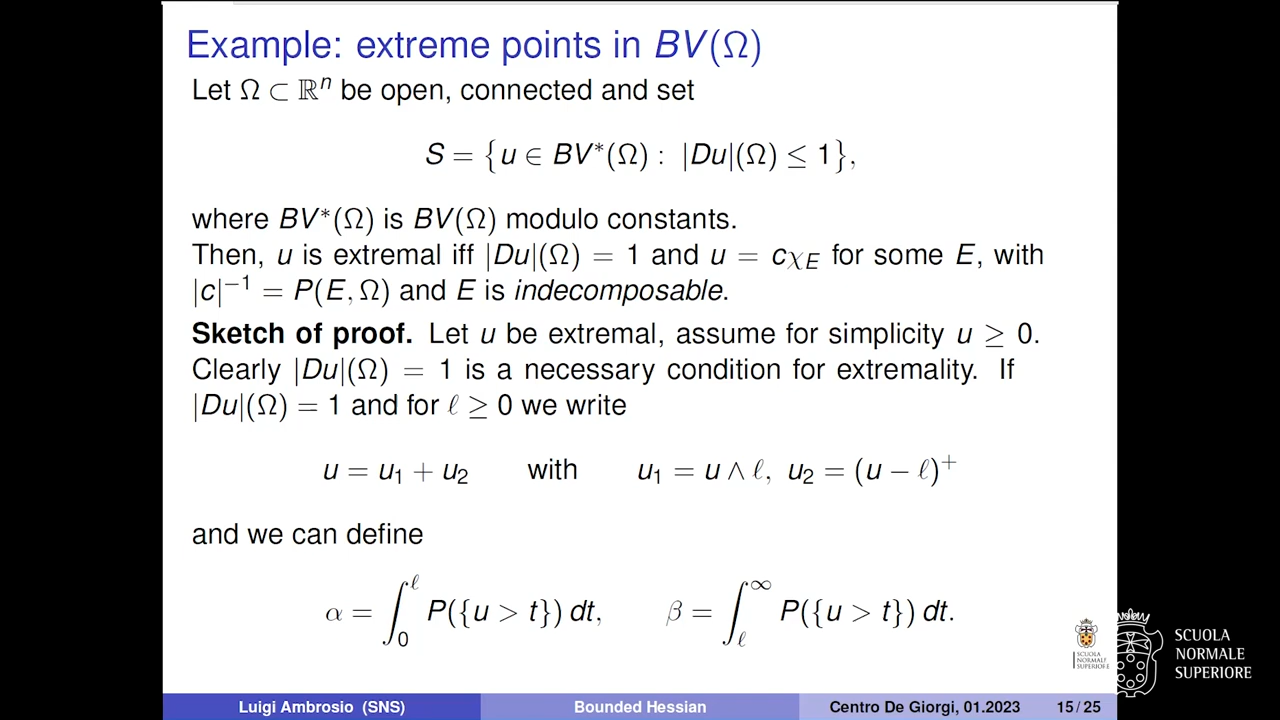 Example: extreme points in BV(Ω)
Let Ω ⊂ ℝⁿ be open, connected and set
S = {u ∈ BV*(Ω) : |Du|(Ω) ≤ 1},
where BV*(Ω) is BV(Ω) modulo constants.
Then, u is extremal iff |Du|(Ω) = 1 and u = cχ_E for some E, with
|c|⁻¹ = P(E, Ω) and E is indecomposable.
Sketch of proof. Let u be extremal, assume for simplicity u ≥ 0.
Clearly |Du|(Ω) = 1 is a necessary condition for extremality. If
|Du|(Ω) = 1 and for ℓ ≥ 0 we write
u = u₁ + u₂ with u₁ = u ∧ ℓ, u₂ = (u − ℓ)⁺
and we can define
α = ∫₀^ℓ P({u > t}) dt, β = ∫_ℓ^∞ P({u > t}) dt.
SCUOLA
NORMALE
SUPERIORE
SCUOLA
NORMALE
SUPERIORE
Luigi Ambrosio (SNS) Bounded Hessian Centro De Giorgi, 01.2023 15 / 25